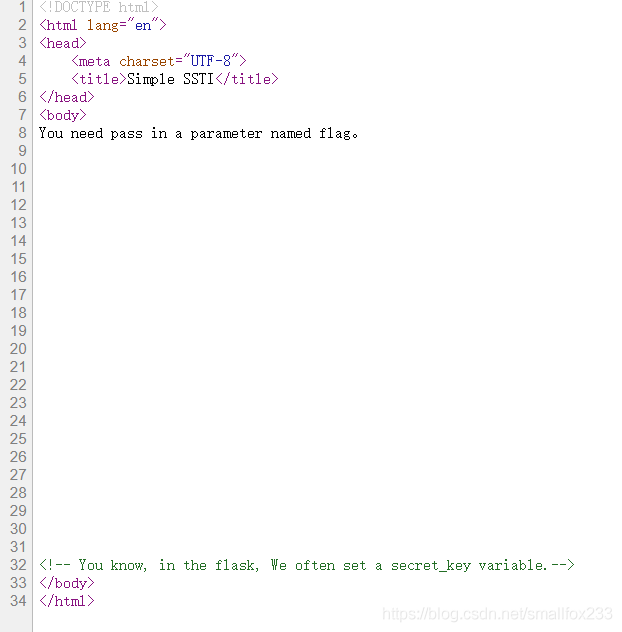 1 <!DOCTYPE html>
2 <html lang="en">
3 <head>
4 <meta charset="UTF-8">
5 <title>Simple SSTI</title>
6 </head>
7 <body>
8 You need pass in a parameter named flag。
9
10
11
12
13
14
15
16
17
18
19
20
21
22
23
24
25
26
27
28
29
30
31
32 <!-- You know, in the flask, We often set a secret_key variable.-->
33 </body>
34 </html>
https://blog.csdn.net/smallfox233